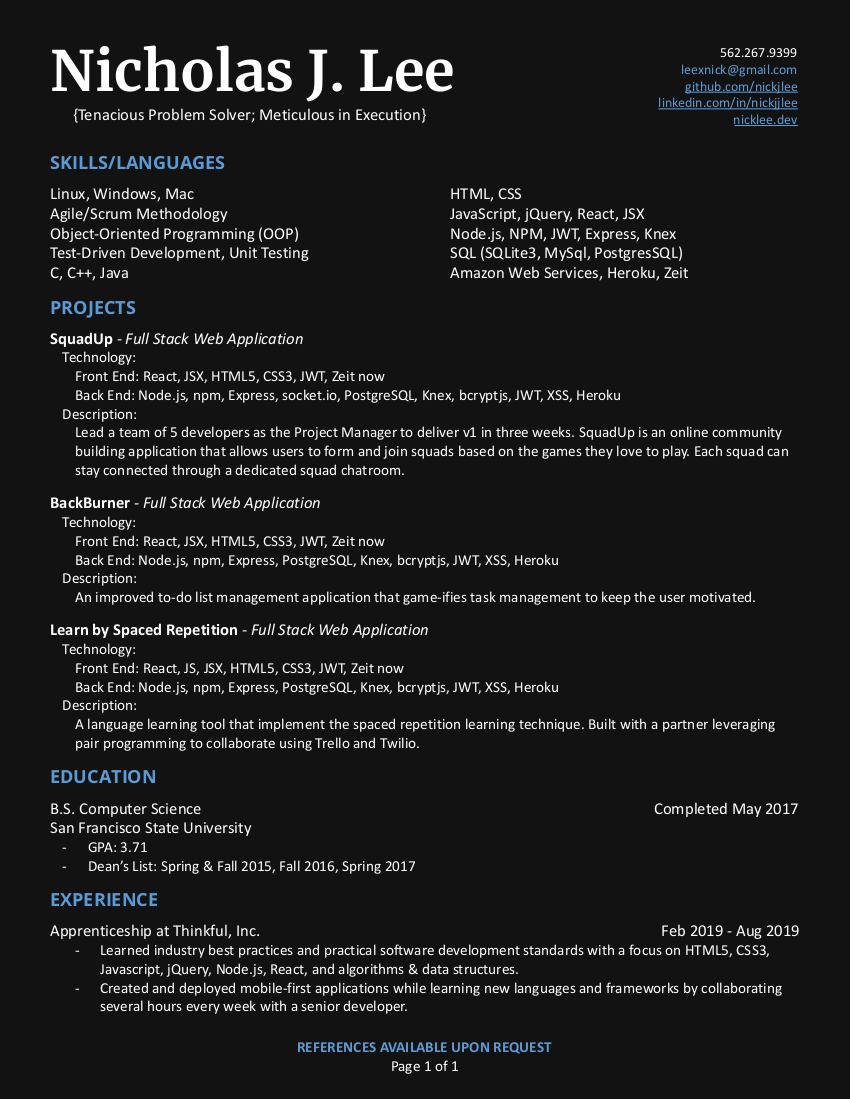 Nicholas J. Lee
{Tenacious Problem Solver; Meticulous in Execution}
562.267.9399
leexnick@gmail.com
github.com/nickjlee
linkedin.com/in/nickjjlee
nicklee.dev
SKILLS/LANGUAGES
Linux, Windows, Mac
Agile/Scrum Methodology
Object-Oriented Programming (OOP)
Test-Driven Development, Unit Testing
C, C++, Java
HTML, CSS
JavaScript, jQuery, React, JSX
Node.js, NPM, JWT, Express, Knex
SQL (SQLite3, MySql, PostgresSQL)
Amazon Web Services, Heroku, Zeit
PROJECTS
SquadUp - Full Stack Web Application
Technology:
Front End: React, JSX, HTML5, CSS3, JWT, Zeit now
Back End: Node.js, npm, Express, socket.io, PostgreSQL, Knex, bcryptjs, JWT, XSS, Heroku
Description:
Lead a team of 5 developers as the Project Manager to deliver v1 in three weeks. SquadUp is an online community
building application that allows users to form and join squads based on the games they love to play. Each squad can
stay connected through a dedicated squad chatroom.
BackBurner - Full Stack Web Application
Technology:
Front End: React, JSX, HTML5, CSS3, JWT, Zeit now
Back End: Node.js, npm, Express, PostgreSQL, Knex, bcryptjs, JWT, XSS, Heroku
Description:
An improved to-do list management application that game-ifies task management to keep the user motivated.
Learn by Spaced Repetition - Full Stack Web Application
Technology:
Front End: React, JS, JSX, HTML5, CSS3, JWT, Zeit now
Back End: Node.js, npm, Express, PostgreSQL, Knex, bcryptjs, JWT, XSS, Heroku
Description:
A language learning tool that implement the spaced repetition learning technique. Built with a partner leveraging
pair programming to collaborate using Trello and Twilio.
EDUCATION
B.S. Computer Science Completed May 2017
San Francisco State University
- GPA: 3.71
- Dean’s List: Spring & Fall 2015, Fall 2016, Spring 2017
EXPERIENCE
Apprenticeship at Thinkful, Inc. Feb 2019 - Aug 2019
- Learned industry best practices and practical software development standards with a focus on HTML5, CSS3,
Javascript, jQuery, Node.js, React, and algorithms & data structures.
- Created and deployed mobile-first applications while learning new languages and frameworks by collaborating
several hours every week with a senior developer.
REFERENCES AVAILABLE UPON REQUEST
Page 1 of 1